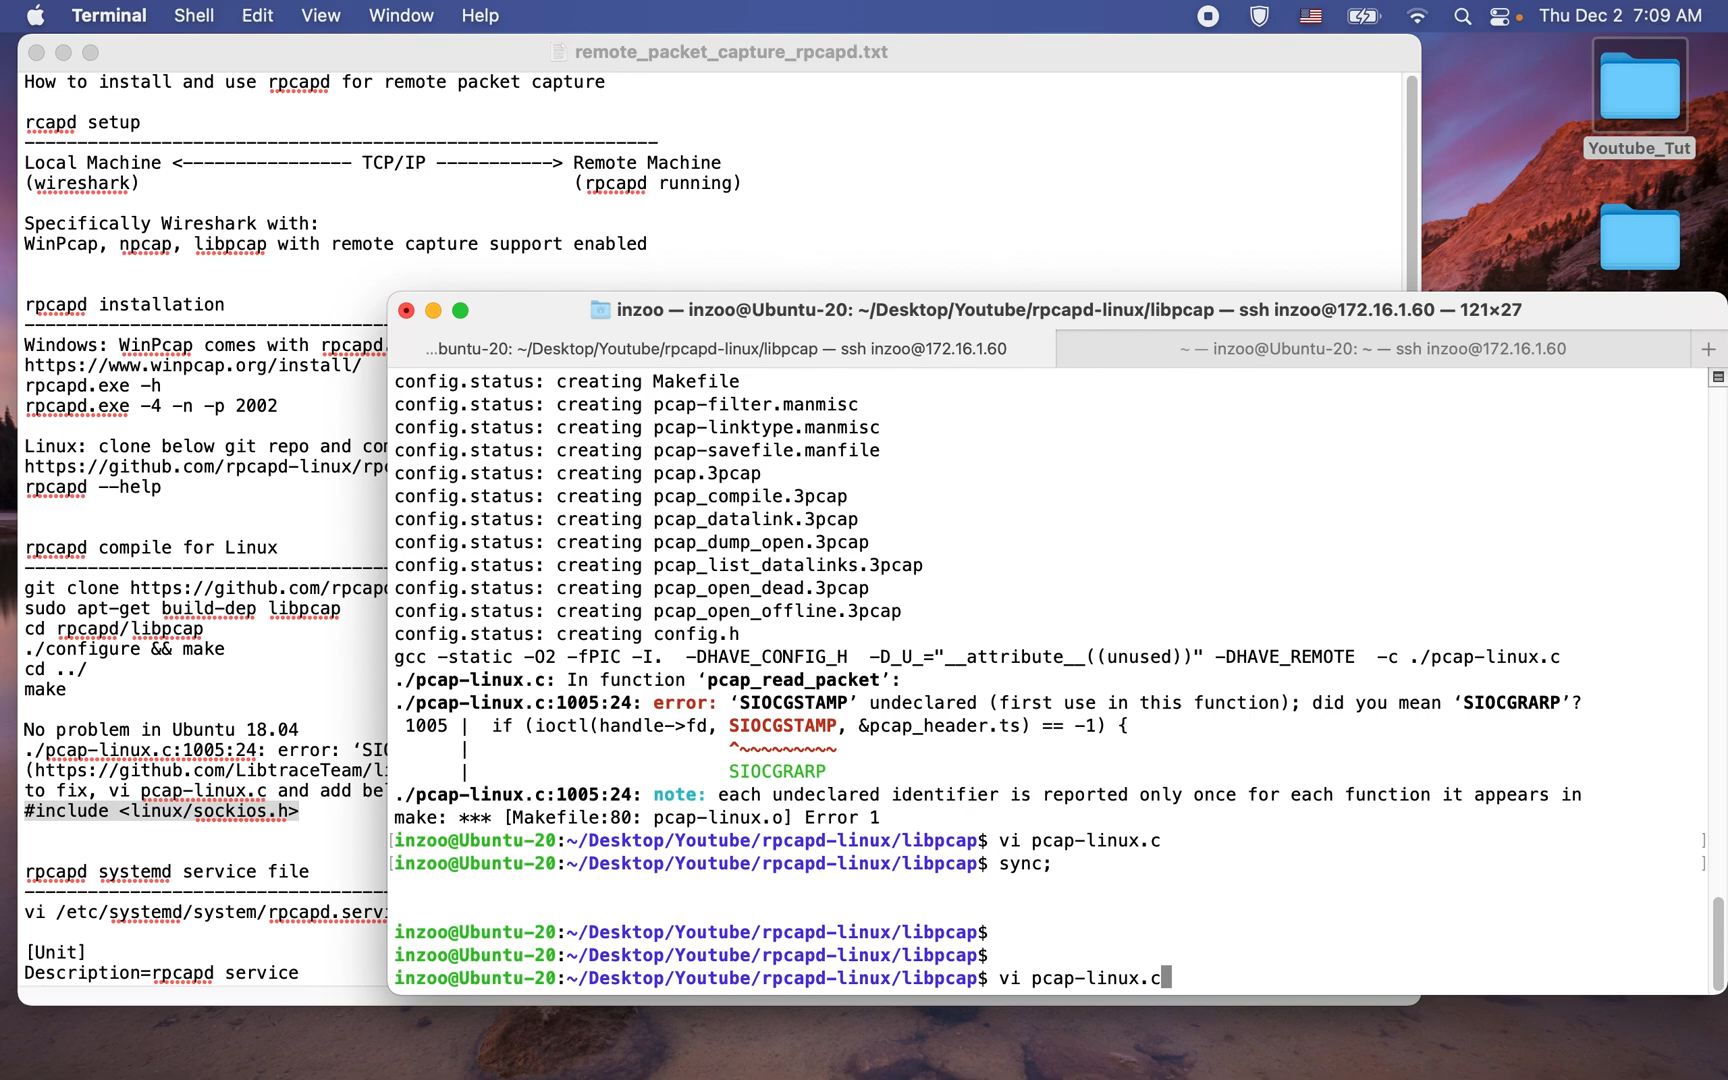 Terminal Shell Edit View Window Help Thu Dec 2 7:09 AM
remote_packet_capture_rpcapd.txt
How to install and use rpcapd for remote packet capture
rcapd setup
---------------------------------------------------------------
Local Machine <---------------- TCP/IP -----------> Remote Machine
(wireshark) (rpcapd running)
Specifically Wireshark with:
WinPcap, npcap, libpcap with remote capture support enabled
rpcapd installation
Windows: WinPcap comes with rpcapd.
https://www.winpcap.org/install/
rpcapd.exe -h
rpcapd.exe -4 -n -p 2002
Linux: clone below git repo and
https://github.com/rpcapd-linux/
rpcapd --help
rpcapd compile for Linux
git clone https://github.com/
sudo apt-get build-dep libpcap
cd rpcapd/libpcap
./configure && make
cd ../
make
No problem in Ubuntu 18.04
./pcap-linux.c:1005:24: error:
(https://github.com/LibtraceTeam/
to fix, vi pcap-linux.c and add
#include <linux/sockios.h>
rpcapd systemd service file
vi /etc/systemd/system/
[Unit]
Description=rpcapd service
Youtube_Tut
inzoo — inzoo@Ubuntu-20: ~/Desktop/Youtube/rpcapd-linux/libpcap — ssh inzoo@172.16.1.60 — 121×27
...buntu-20: ~/Desktop/Youtube/rpcapd-linux/libpcap — ssh inzoo@172.16.1.60
~ — inzoo@Ubuntu-20: ~ — ssh inzoo@172.16.1.60
config.status: creating Makefile
config.status: creating pcap-filter.manmisc
config.status: creating pcap-linktype.manmisc
config.status: creating pcap-savefile.manfile
config.status: creating pcap.3pcap
config.status: creating pcap_compile.3pcap
config.status: creating pcap_datalink.3pcap
config.status: creating pcap_dump_open.3pcap
config.status: creating pcap_list_datalinks.3pcap
config.status: creating pcap_open_dead.3pcap
config.status: creating pcap_open_offline.3pcap
config.status: creating config.h
gcc -static -O2 -fPIC -I. -DHAVE_CONFIG_H -D_U_="__attribute__((unused))" -DHAVE_REMOTE -c ./pcap-linux.c
./pcap-linux.c: In function ‘pcap_read_packet’:
./pcap-linux.c:1005:24: error: ‘SIOCGSTAMP’ undeclared (first use in this function); did you mean ‘SIOCGRARP’?
1005 | if (ioctl(handle->fd, SIOCGSTAMP, &pcap_header.ts) == -1) {
| ^~~~~~~~~~
| SIOCGRARP
./pcap-linux.c:1005:24: note: each undeclared identifier is reported only once for each function it appears in
make: *** [Makefile:80: pcap-linux.o] Error 1
[inzoo@Ubuntu-20:~/Desktop/Youtube/rpcapd-linux/libpcap$ vi pcap-linux.c ]
[inzoo@Ubuntu-20:~/Desktop/Youtube/rpcapd-linux/libpcap$ sync; ]
inzoo@Ubuntu-20:~/Desktop/Youtube/rpcapd-linux/libpcap$
inzoo@Ubuntu-20:~/Desktop/Youtube/rpcapd-linux/libpcap$
inzoo@Ubuntu-20:~/Desktop/Youtube/rpcapd-linux/libpcap$ vi pcap-linux.c